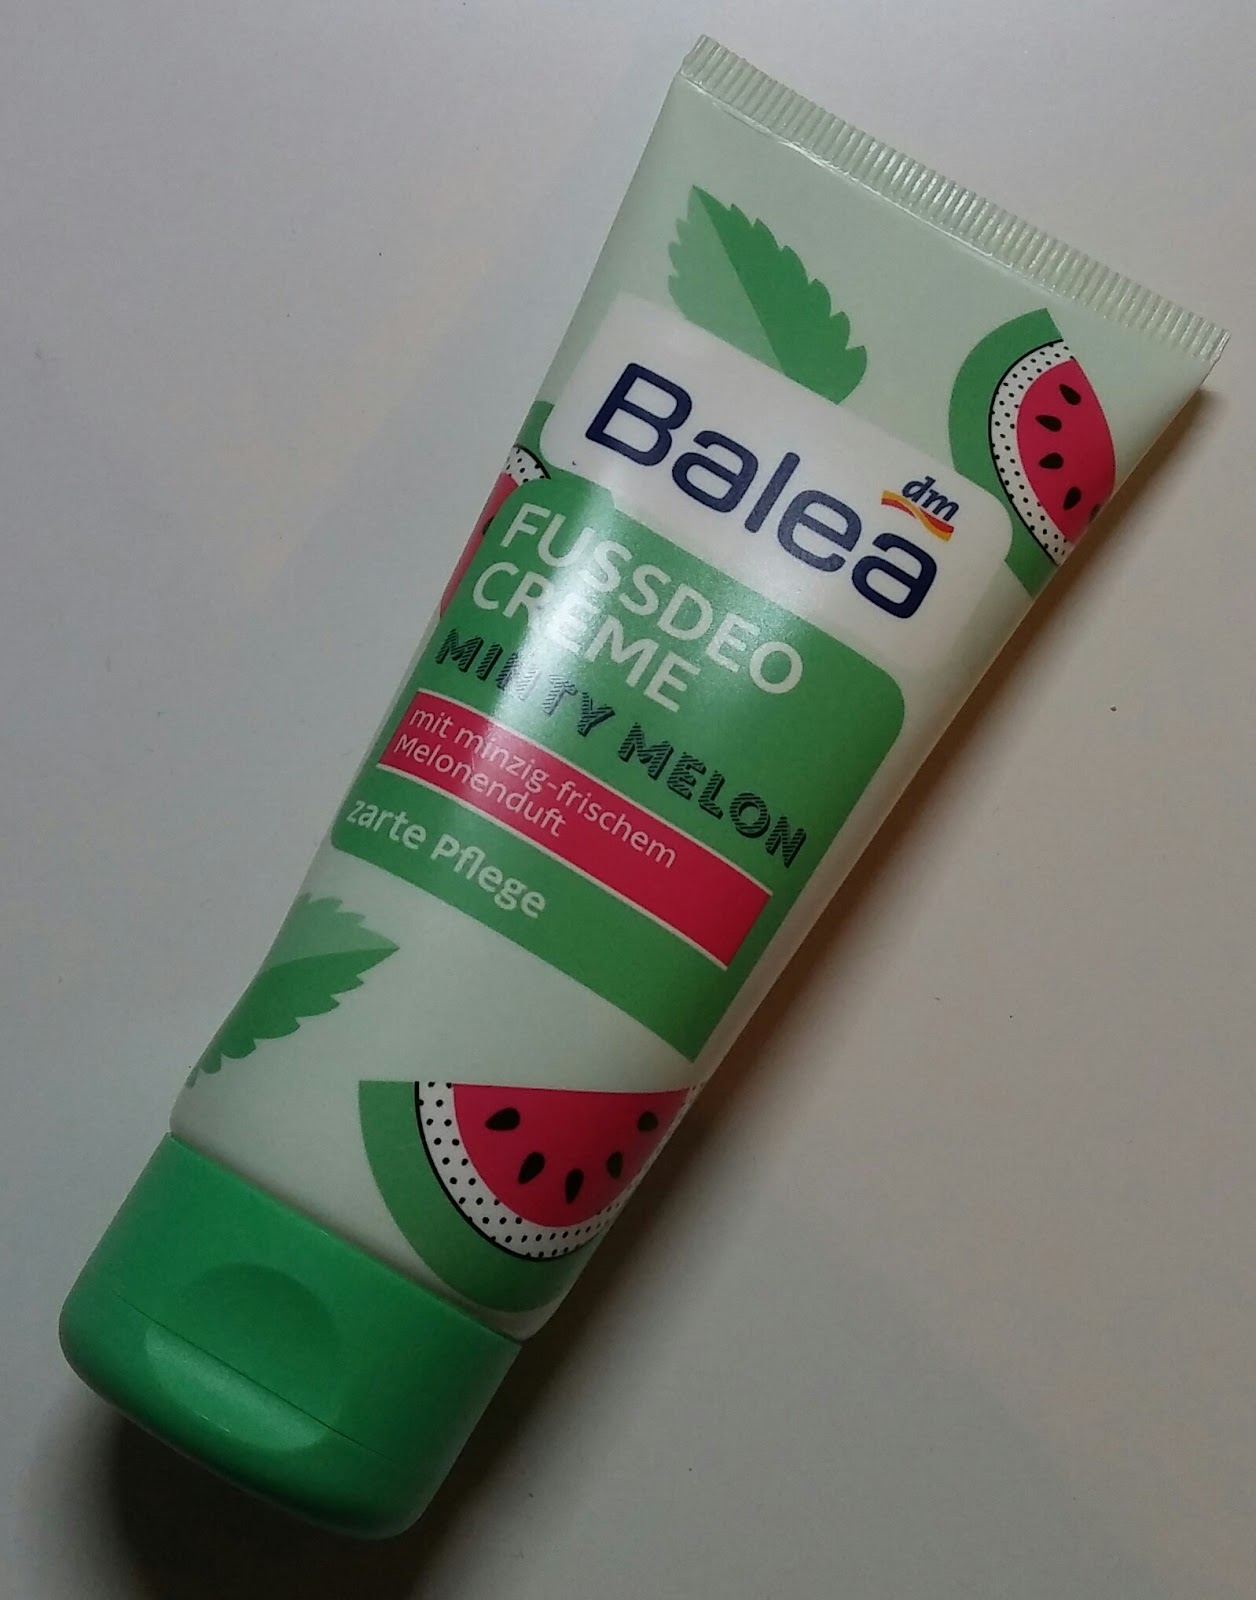 Balea
dm
FUSSDEO
CREME
MINTY MELON
mit minzig-frischem
Melonenduft
zarte Pflege